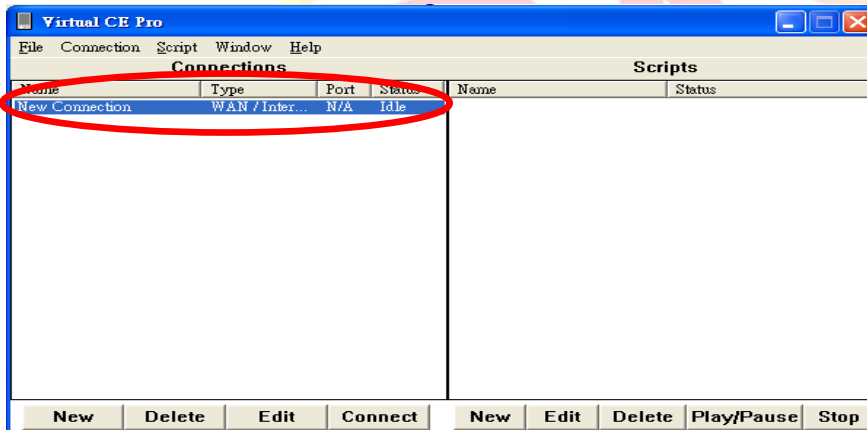 Virtual CE Pro
File Connection Script Window Help
Connections Scripts
Name Type Port Status Name Status
New Connection WAN / Inter... N/A Idle
New Delete Edit Connect New Edit Delete Play/Pause Stop